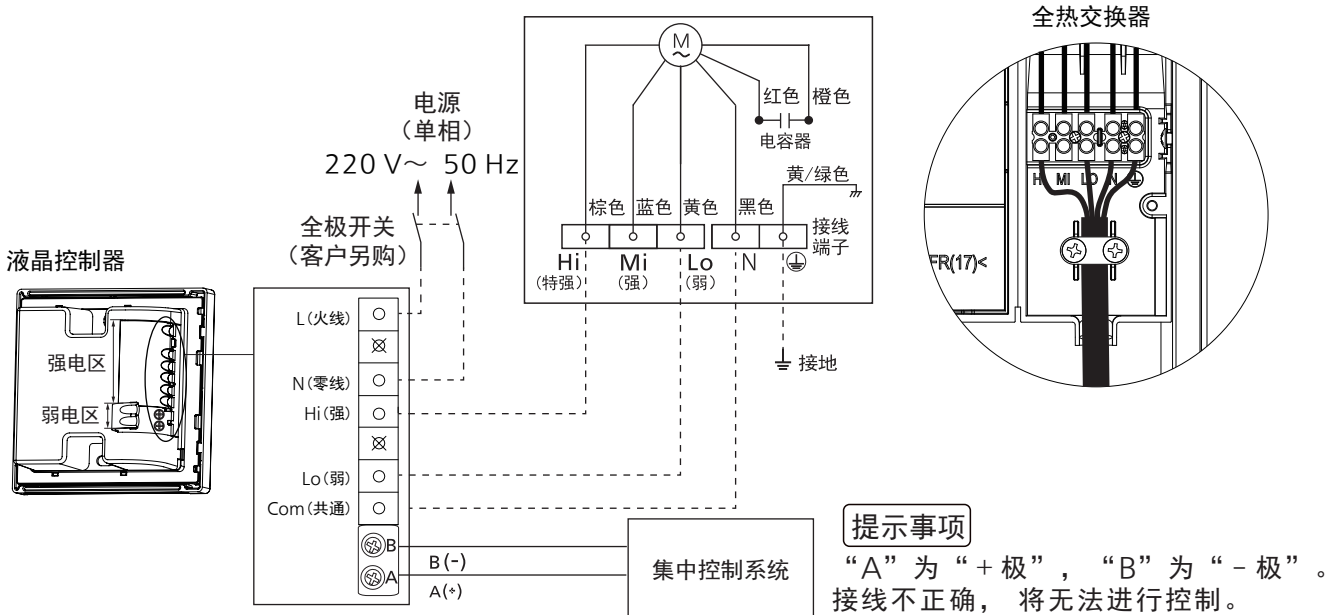 全热交换器
M
红色 橙色
电容器
黄/绿色
棕色 蓝色 黄色 黑色
接线
端子
Hi Mi Lo N
(特强) (强) (弱)
接地
电源
(单相)
220 V～ 50 Hz
全极开关
(客户另购)
液晶控制器
强电区
弱电区
L(火线)
N(零线)
Hi(强)
Lo(弱)
Com(共通)
B
A
B(-)
A(+)
集中控制系统
MI LO N
FR(17)<
提示事项
“A”为“+极”，“B”为“-极”。
接线不正确，将无法进行控制。